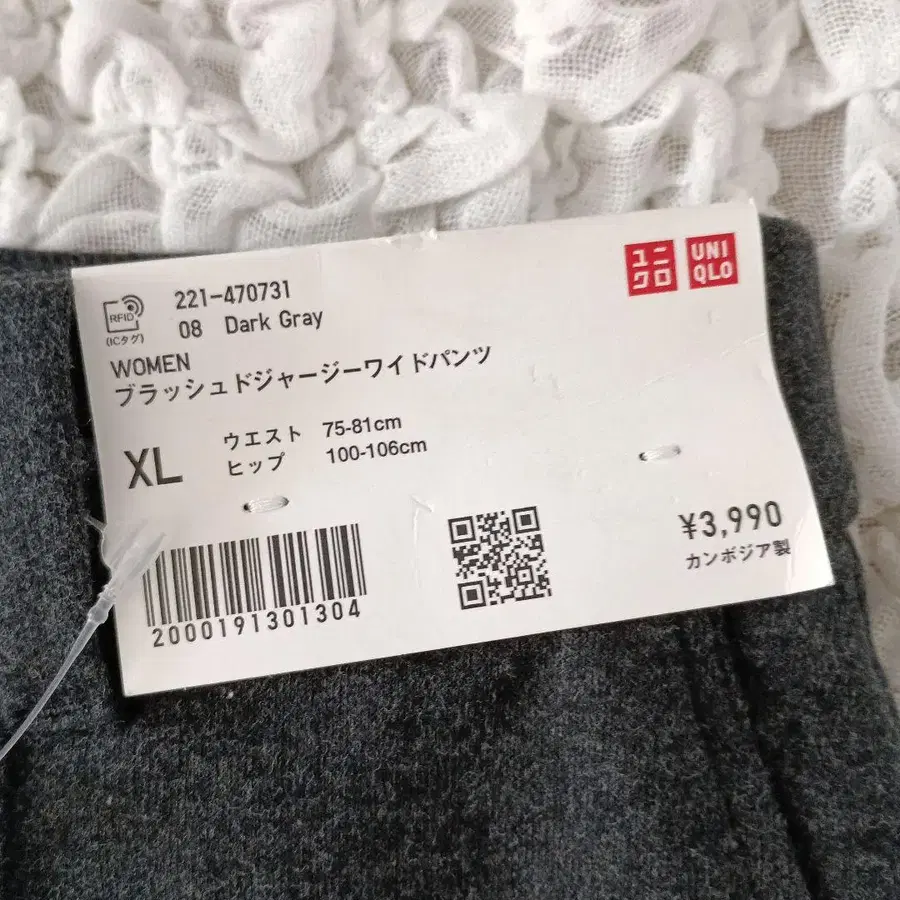 221-470731
08 Dark Gray
ユニ
クロ
UNI
QLO
RFID
(ICタグ)
WOMEN
ブラッシュドジャージーワイドパンツ
XL
ウエスト 75-81cm
ヒップ 100-106cm
¥3,990
カンボジア製
2000191301304